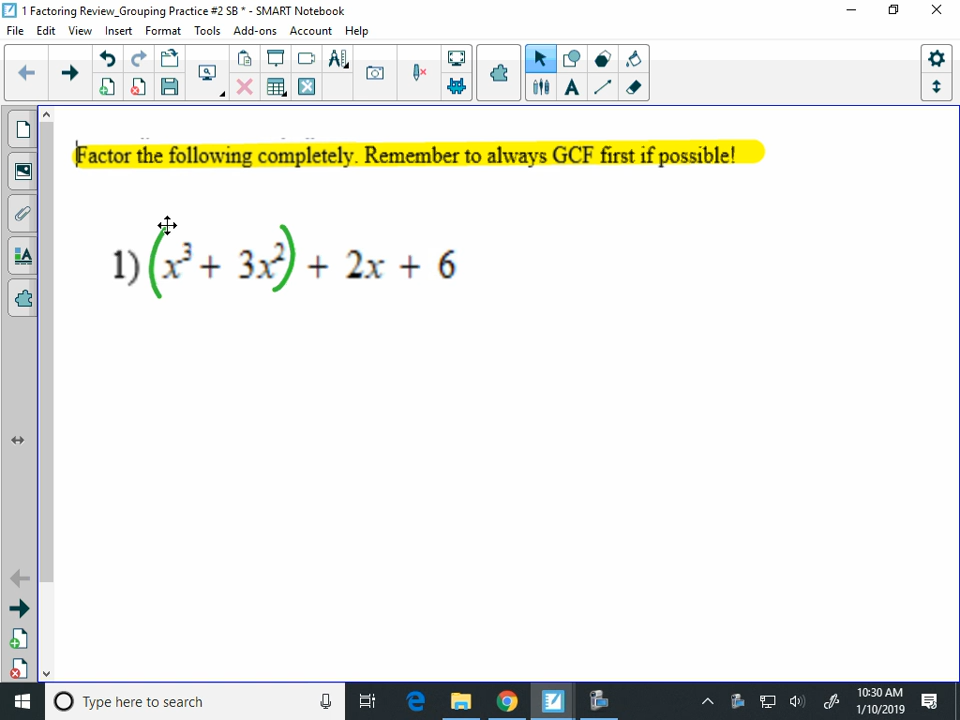 1 Factoring Review_Grouping Practice #2 SB * - SMART Notebook
File Edit View Insert Format Tools Add-ons Account Help
Factor the following completely. Remember to always GCF first if possible!
1) (x³ + 3x²) + 2x + 6
Type here to search
10:30 AM
1/10/2019